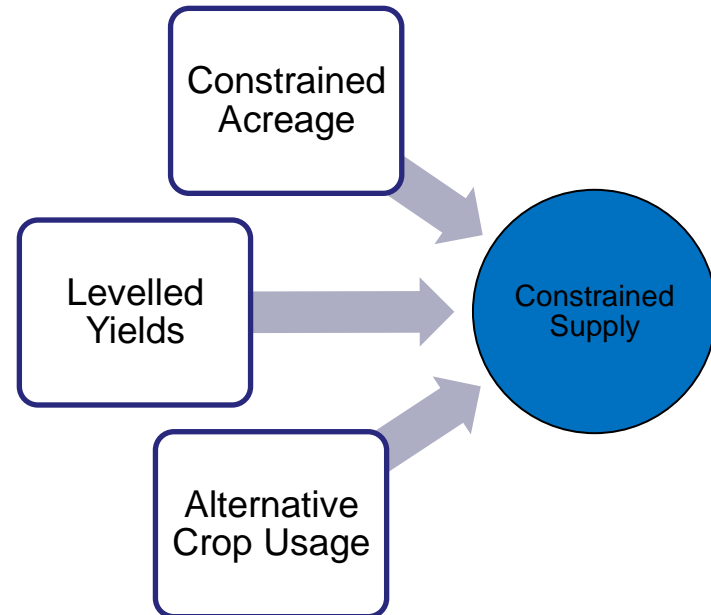 Constrained
Acreage
Levelled
Yields
Constrained
Supply
Alternative
Crop Usage